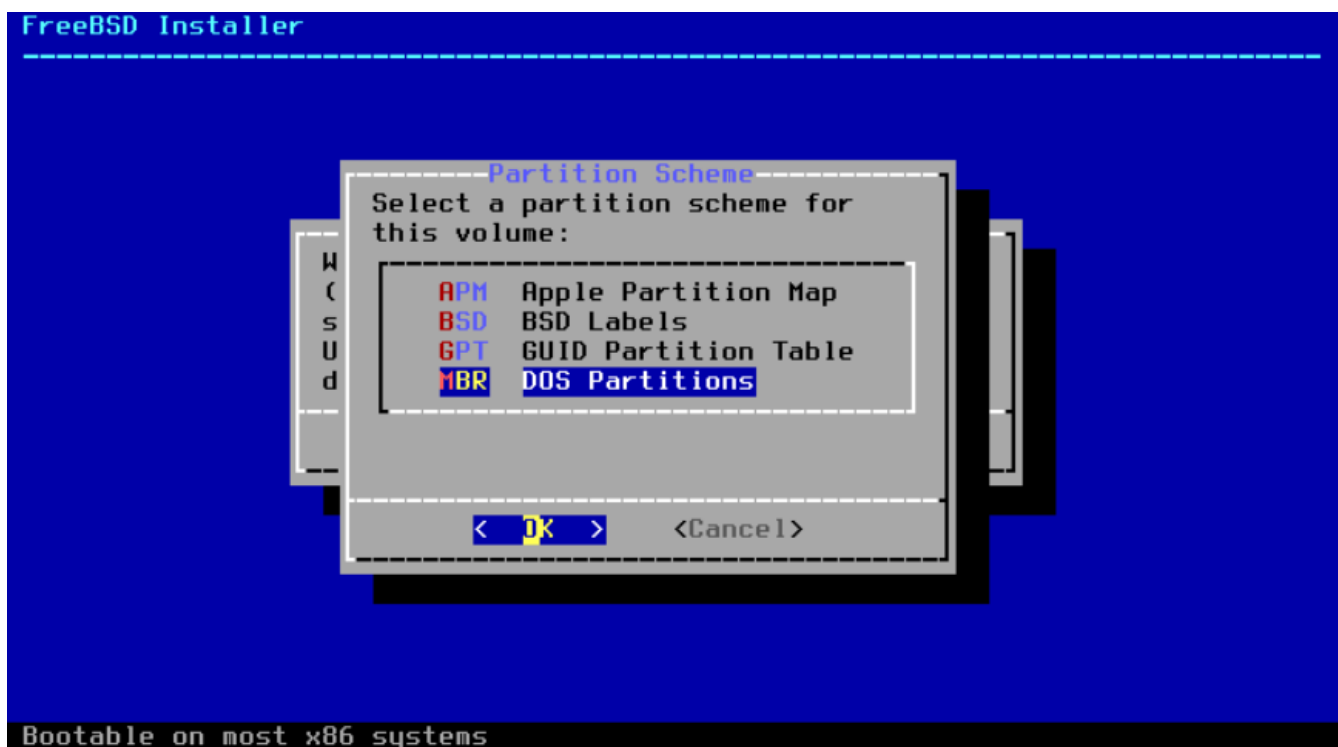 FreeBSD Installer
Partition Scheme
Select a partition scheme for
this volume:
W
(
s
U
d
APM Apple Partition Map
BSD BSD Labels
GPT GUID Partition Table
MBR DOS Partitions
< OK > <Cancel>
Bootable on most x86 systems